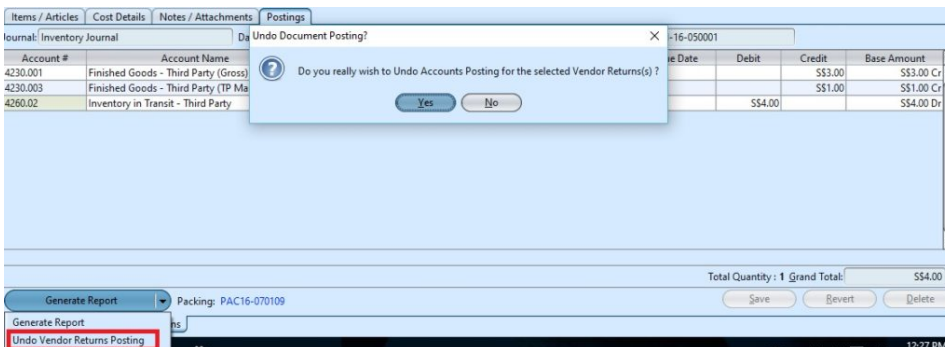 Items / Articles Cost Details Notes / Attachments Postings
Journal: Inventory Journal Da Undo Document Posting? -16-050001
Account # Account Name e Date Debit Credit Base Amount
4230.001 Finished Goods - Third Party (Gross) S$3.00 S$3.00 Cr
Do you really wish to Undo Accounts Posting for the selected Vendor Returns(s) ?
4230.003 Finished Goods - Third Party (TP Ma S$1.00 S$1.00 Cr
4260.02 Inventory in Transit - Third Party S$4.00 S$4.00 Dr
Yes No
Total Quantity : 1 Grand Total: S$4.00
Generate Report Packing: PAC16-070109 Save Revert Delete
Generate Report ns
Undo Vendor Returns Posting 12:27 PM